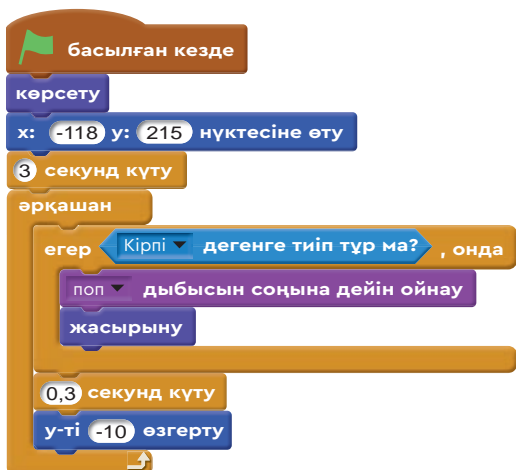 басылған кезде
көрсету
x: -118 y: 215 нүктесіне өту
3 секунд күту
әрқашан
егер Кірпі дегенге тиіп тұр ма? , онда
поп дыбысын соңына дейін ойнау
жасырыну
0,3 секунд күту
у-ті -10 өзгерту